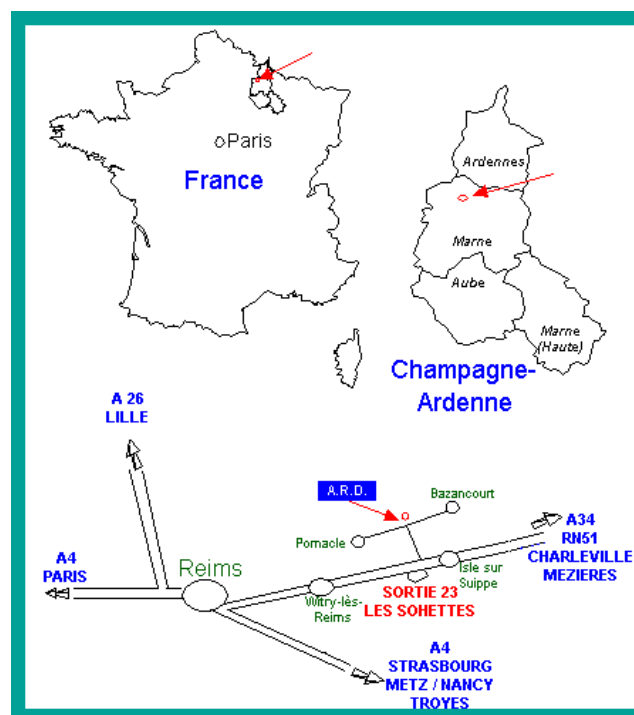 oParis
France
Ardennes
Marne
Aube
Marne
(Haute)
Champagne-
Ardenne
A 26
LILLE
A.R.D.
Bazancourt
A34
RN51
CHARLEVILLE
MEZIERES
Pomacle
A4
PARIS
Reims
Isle sur
Suippe
Witry-lès-
Reims
SORTIE 23
LES SOHETTES
A4
STRASBOURG
METZ / NANCY
TROYES